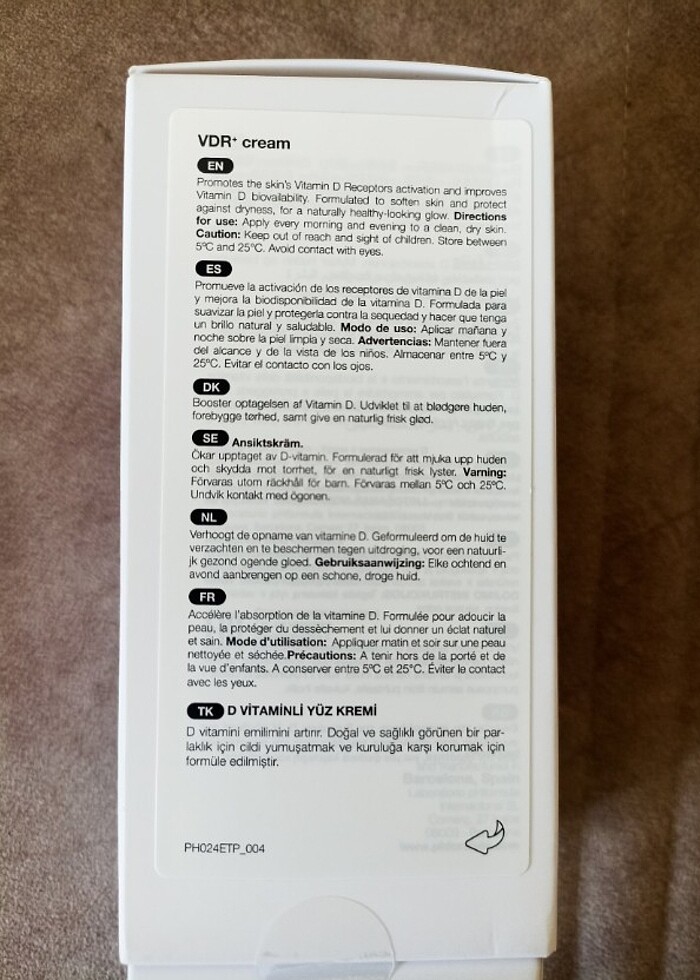 VDR+ cream
EN
Promotes the skin's Vitamin D Receptors activation and improves
Vitamin D biovailability. Formulated to soften skin and protect
against dryness, for a naturally healthy-looking glow. Directions
for use: Apply every morning and evening to a clean, dry skin.
Caution: Keep out of reach and sight of children. Store between
5ºC and 25ºC. Avoid contact with eyes.
ES
Promueve la activación de los receptores de vitamina D de la piel
y mejora la biodisponibilidad de la vitamina D. Formulada para
suavizar la piel y protegerla contra la sequedad y hacer que tenga
un brillo natural y saludable. Modo de uso: Aplicar mañana y
noche sobre la piel limpia y seca. Advertencias: Mantener fuera
del alcance y de la vista de los niños. Almacenar entre 5ºC y
25ºC. Evitar el contacto con los ojos.
DK
Booster optagelsen af Vitamin D. Udviklet til at blødgøre huden,
forebygge tørhed, samt give en naturlig frisk glød.
SE Ansiktskräm.
Ökar upptaget av D-vitamin. Formulerad för att mjuka upp huden
och skydda mot torrhet, för en naturligt frisk lyster. Varning:
Förvaras utom räckhåll för barn. Förvaras mellan 5ºC och 25ºC.
Undvik kontakt med ögonen.
NL
Verhoogt de opname van vitamine D. Geformuleerd om de huid te
verzachten en te beschermen tegen uitdroging, voor een natuurli-
jk gezond ogende gloed. Gebruiksaanwijzing: Elke ochtend en
avond aanbrengen op een schone, droge huid.
FR
Accélère l'absorption de la vitamine D. Formulée pour adoucir la
peau, la protéger du dessèchement et lui donner un éclat naturel
et sain. Mode d'utilisation: Appliquer matin et soir sur une peau
nettoyée et séchée.Précautions: A tenir hors de la porté et de
la vue d'enfants. A conserver entre 5ºC et 25ºC. Éviter le contact
avec les yeux.
TK D VİTAMİNLİ YÜZ KREMİ
D vitamini emilimini artırır. Doğal ve sağlıklı görünen bir par-
laklık için cildi yumuşatmak ve kuruluğa karşı korumak için
formüle edilmiştir.
PH024ETP_004